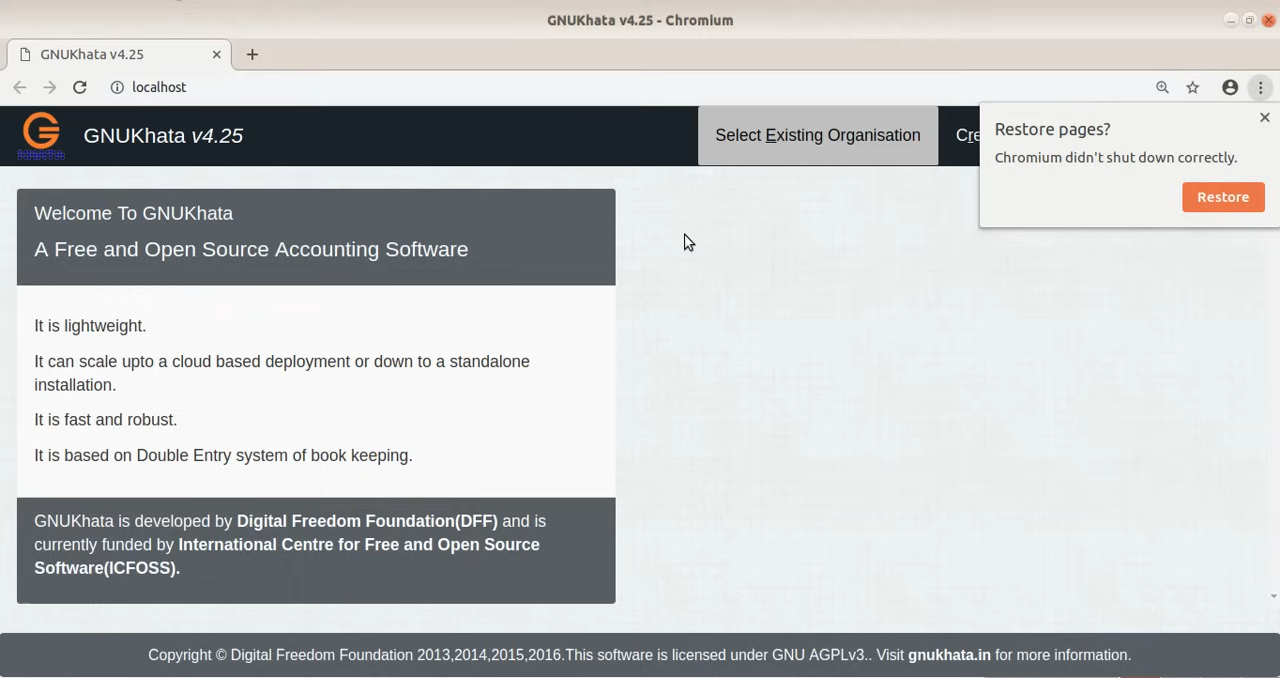 GNUKhata v4.25 - Chromium
GNUKhata v4.25
localhost
GNUKhata v4.25
Select Existing Organisation
Cre
Restore pages?
Chromium didn't shut down correctly.
Restore
Welcome To GNUKhata
A Free and Open Source Accounting Software
It is lightweight.
It can scale upto a cloud based deployment or down to a standalone
installation.
It is fast and robust.
It is based on Double Entry system of book keeping.
GNUKhata is developed by Digital Freedom Foundation(DFF) and is
currently funded by International Centre for Free and Open Source
Software(ICFOSS).
Copyright © Digital Freedom Foundation 2013,2014,2015,2016.This software is licensed under GNU AGPLv3.. Visit gnukhata.in for more information.